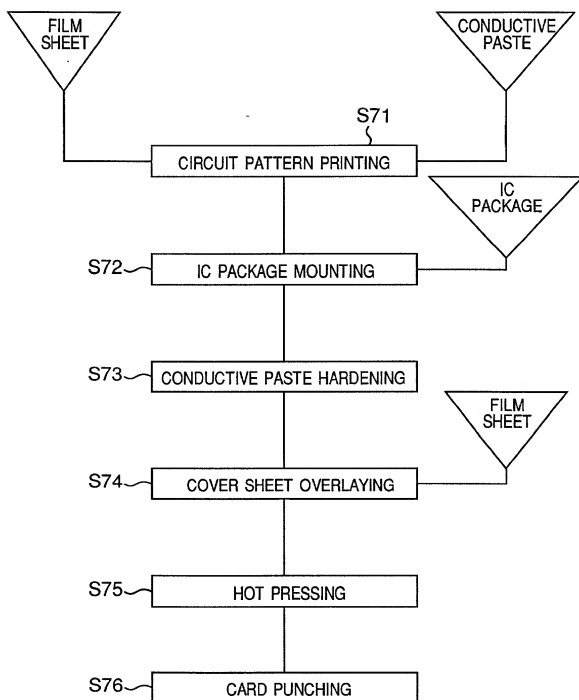 FILM
SHEET
CONDUCTIVE
PASTE
S71
CIRCUIT PATTERN PRINTING
IC
PACKAGE
S72
IC PACKAGE MOUNTING
S73
CONDUCTIVE PASTE HARDENING
FILM
SHEET
S74
COVER SHEET OVERLAYING
S75
HOT PRESSING
S76
CARD PUNCHING